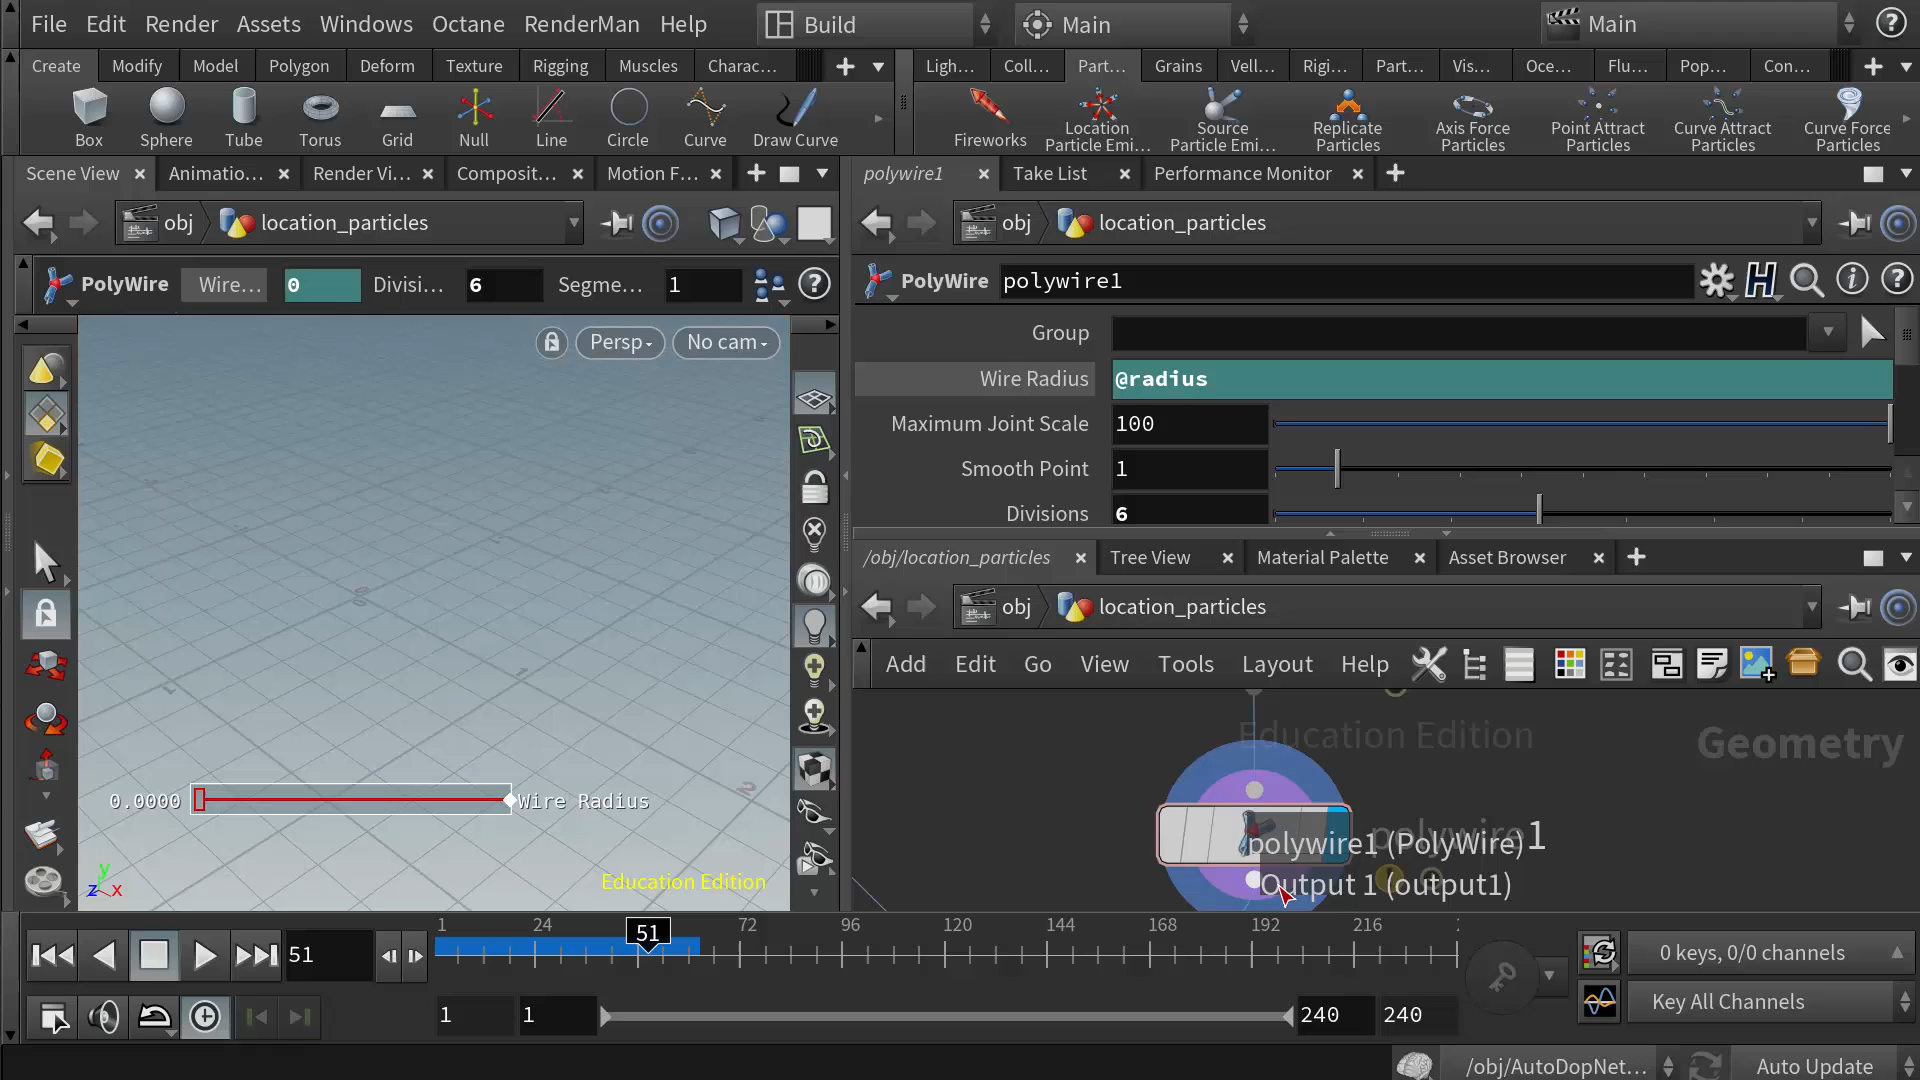 File Edit Render Assets Windows Octane RenderMan Help Build Main Main
Create Modify Model Polygon Deform Texture Rigging Muscles Charac... Ligh... Coll... Part... Grains Vell... Rigi... Part... Vis... Oce... Flu... Pop... Con...
Box Sphere Tube Torus Grid Null Line Circle Curve Draw Curve
Fireworks
Location Particle Emi...
Source Particle Emi...
Replicate Particles
Axis Force Particles
Point Attract Particles
Curve Attract Particles
Curve Force Particles
Scene View Animatio... Render Vi... Composit... Motion F...
polywire1 Take List Performance Monitor
obj location_particles
obj location_particles
PolyWire Wire... 0 Divisi... 6 Segme... 1
PolyWire polywire1
Persp No cam
Group
Wire Radius @radius
Maximum Joint Scale 100
Smooth Point 1
Divisions 6
/obj/location_particles Tree View Material Palette Asset Browser
obj location_particles
Add Edit Go View Tools Layout Help
Education Edition
Geometry
polywire1
polywire1 (PolyWire)
Output 1 (output1)
0.0000 Wire Radius
y z x
Education Edition
51
1 24 51 72 96 120 144 168 192 216
0 keys, 0/0 channels
1 1 240 240
Key All Channels
/obj/AutoDopNet... Auto Update